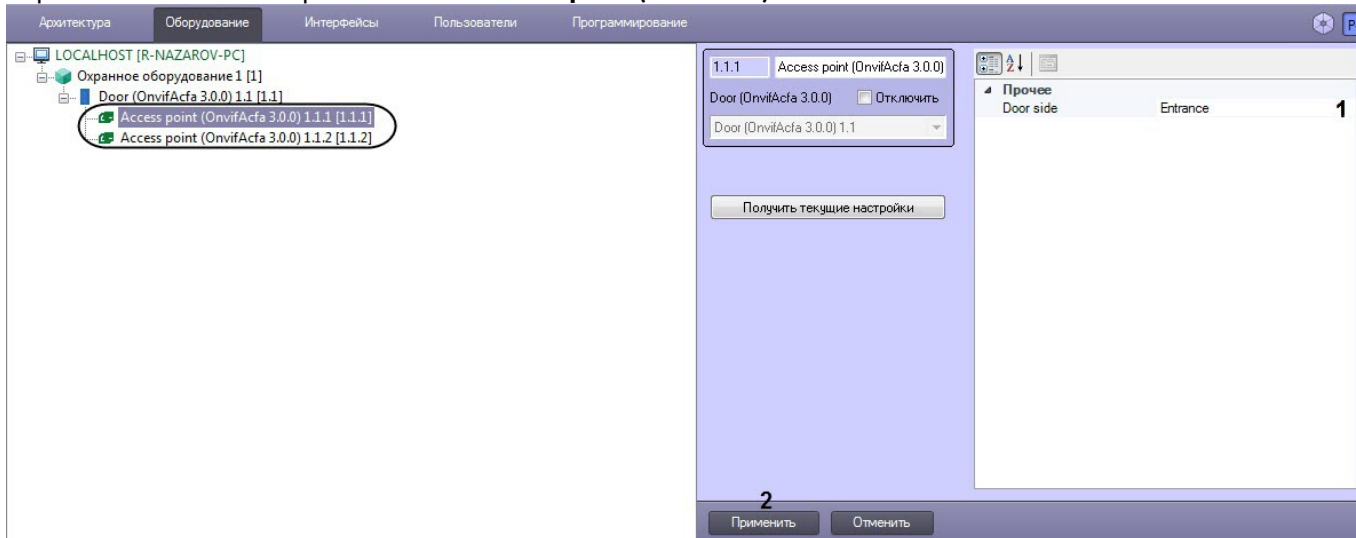 Архитектура Оборудование Интерфейсы Пользователи Программирование
LOCALHOST [R-NAZAROV-PC]
Охранное оборудование 1 [1]
Door (OnvifAcfa 3.0.0) 1.1 [1.1]
Access point (OnvifAcfa 3.0.0) 1.1.1 [1.1.1]
Access point (OnvifAcfa 3.0.0) 1.1.2 [1.1.2]
1.1.1 Access point (OnvifAcfa 3.0.0)
Door (OnvifAcfa 3.0.0) Отключить
Door (OnvifAcfa 3.0.0) 1.1
Получить текущие настройки
Прочее
Door side Entrance 1
2
Применить Отменить